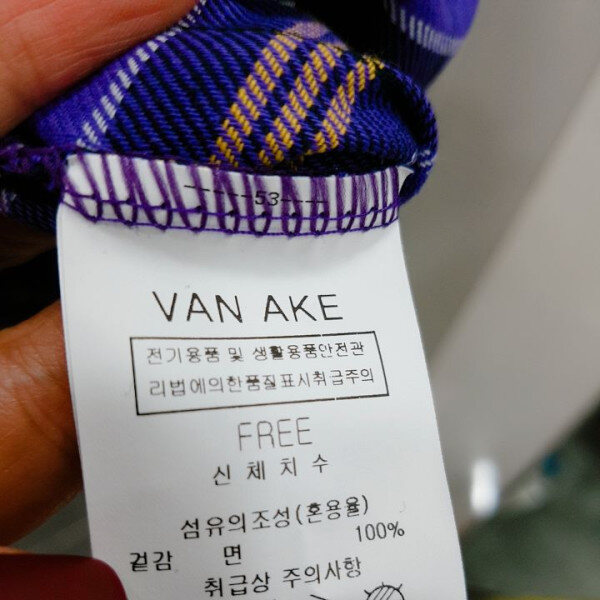 53
VAN AKE
전기용품 및 생활용품안전관
리법에의한품질표시취급주의
FREE
신체치수
섬유의조성(혼용율)
겉감 면 100%
취급상 주의사항